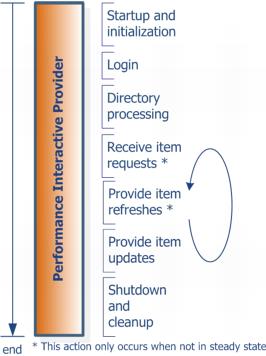 Performance Interactive Provider
Startup and
initialization
Login
Directory
processing
Receive item
requests *
Provide item
refreshes *
Provide item
updates
Shutdown
and
cleanup
end
* This action only occurs when not in steady state